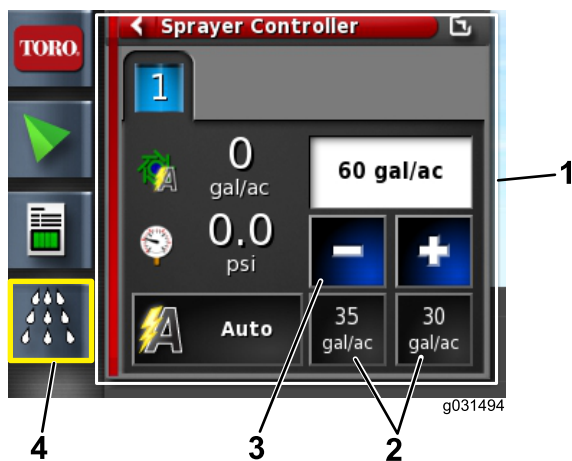 TORO.
Sprayer Controller
1
0
gal/ac
60 gal/ac
0.0
psi
- +
A Auto
35
gal/ac
30
gal/ac
1
g031494
4
3
2